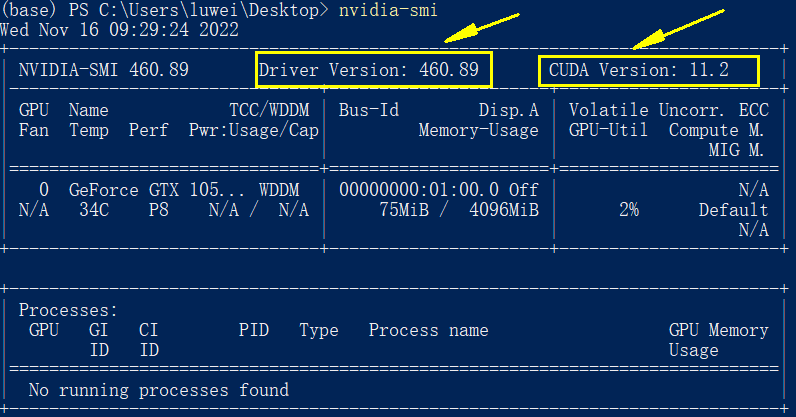 (base) PS C:\Users\luwei\Desktop> nvidia-smi
Wed Nov 16 09:29:24 2022
NVIDIA-SMI 460.89 Driver Version: 460.89 CUDA Version: 11.2
GPU Name TCC/WDDM Bus-Id Disp.A Volatile Uncorr. ECC
Fan Temp Perf Pwr:Usage/Cap Memory-Usage GPU-Util Compute M.
MIG M.
0 GeForce GTX 105... WDDM 00000000:01:00.0 Off N/A
N/A 34C P8 N/A / N/A 75MiB / 4096MiB 2% Default
N/A
Processes:
GPU GI CI PID Type Process name GPU Memory
ID ID Usage
No running processes found